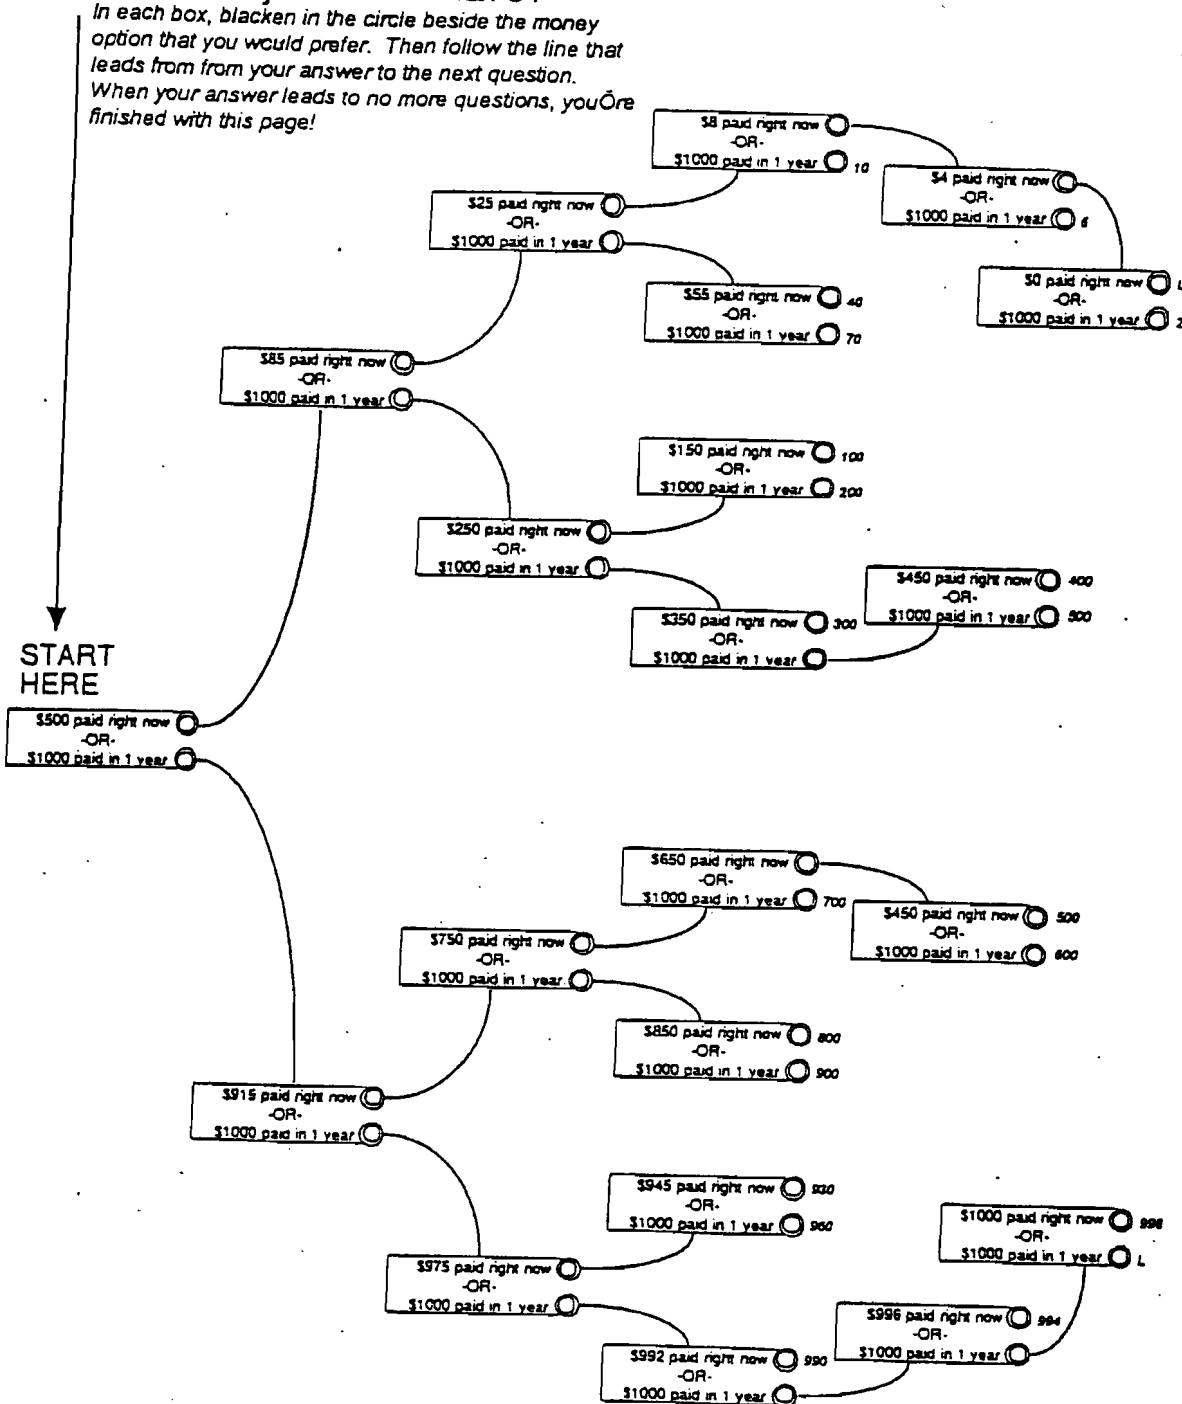 In each box, blacken in the circle beside the money
option that you would prefer. Then follow the line that
leads from from your answer to the next question.
When your answer leads to no more questions, youÕre
finished with this page!
$8 paid right now
-OR-
$1000 paid in 1 year 10
$4 paid right now
-OR-
$1000 paid in 1 year 6
$25 paid right now
-OR-
$1000 paid in 1 year
$0 paid right now
-OR-
$1000 paid in 1 year 2
$55 paid right now 40
-OR-
$1000 paid in 1 year 70
$85 paid right now
-OR-
$1000 paid in 1 year
$150 paid right now 100
-OR-
$1000 paid in 1 year 200
$250 paid right now
-OR-
$1000 paid in 1 year
$450 paid right now 400
-OR-
$1000 paid in 1 year 500
$350 paid right now 300
-OR-
$1000 paid in 1 year
START
HERE
$500 paid right now
-OR-
$1000 paid in 1 year
$650 paid right now
-OR-
$1000 paid in 1 year 700
$450 paid right now 500
-OR-
$1000 paid in 1 year 600
$750 paid right now
-OR-
$1000 paid in 1 year
$850 paid right now 800
-OR-
$1000 paid in 1 year 900
$915 paid right now
-OR-
$1000 paid in 1 year
$945 paid right now 930
-OR-
$1000 paid in 1 year 960
$1000 paid right now 998
-OR-
$1000 paid in 1 year L
$975 paid right now
-OR-
$1000 paid in 1 year
$996 paid right now 994
-OR-
$1000 paid in 1 year
$992 paid right now 990
-OR-
$1000 paid in 1 year